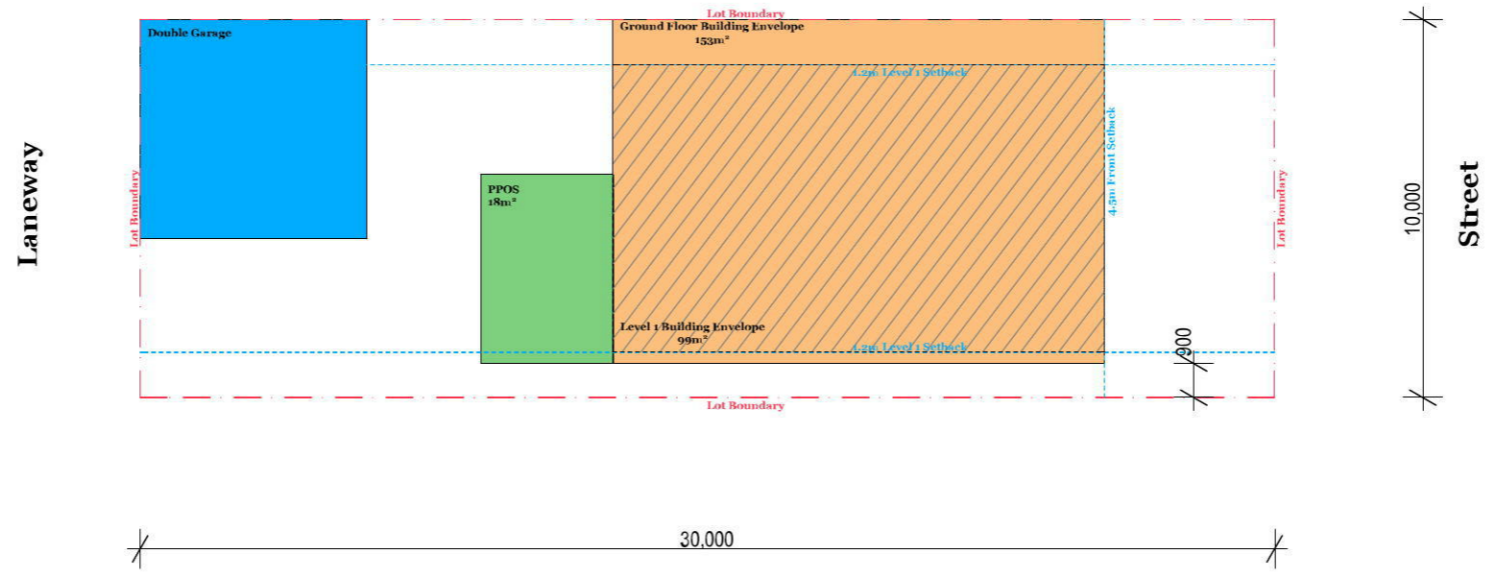 Lot Boundary
Double Garage
Ground Floor Building Envelope
153m²
1.2m Level 1 Setback
4.5m Front Setback
Laneway
Lot Boundary
PPOS
18m²
Lot Boundary
10,000
Street
Level 1 Building Envelope
99m²
1.2m Level 1 Setback
900
Lot Boundary
30,000